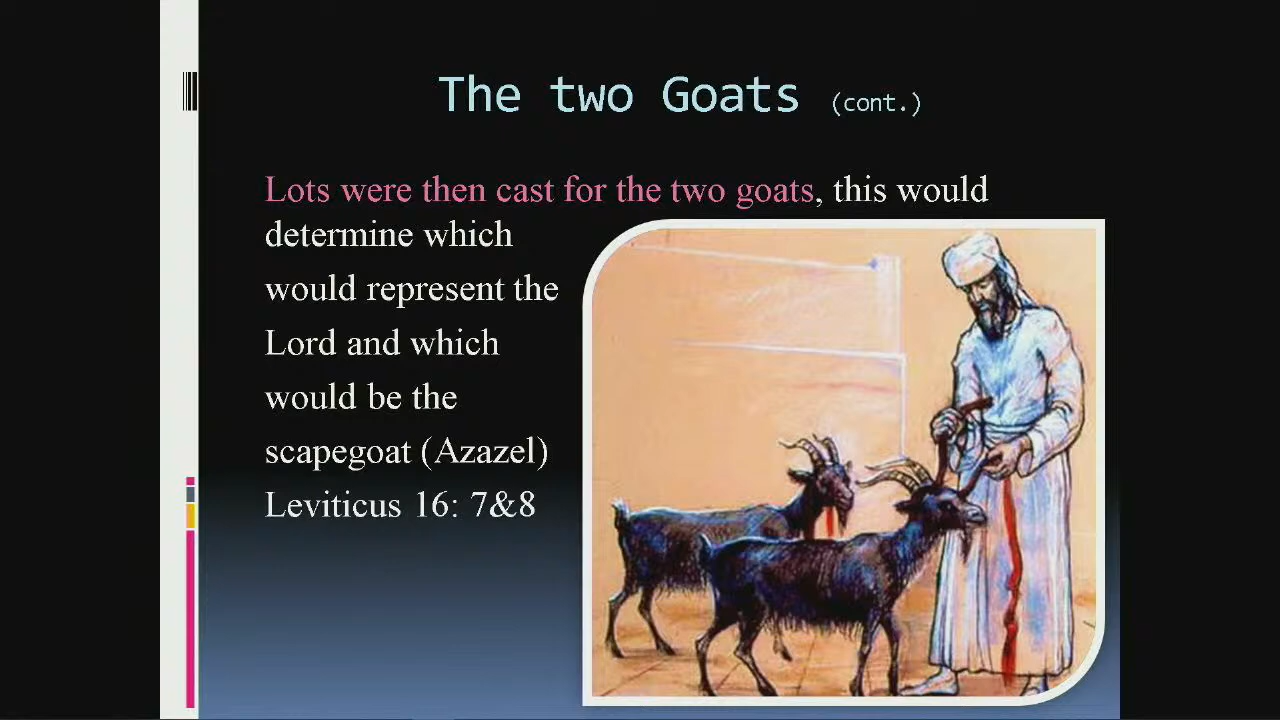 The two Goats (cont.)
Lots were then cast for the two goats, this would
determine which
would represent the
Lord and which
would be the
scapegoat (Azazel)
Leviticus 16: 7&8